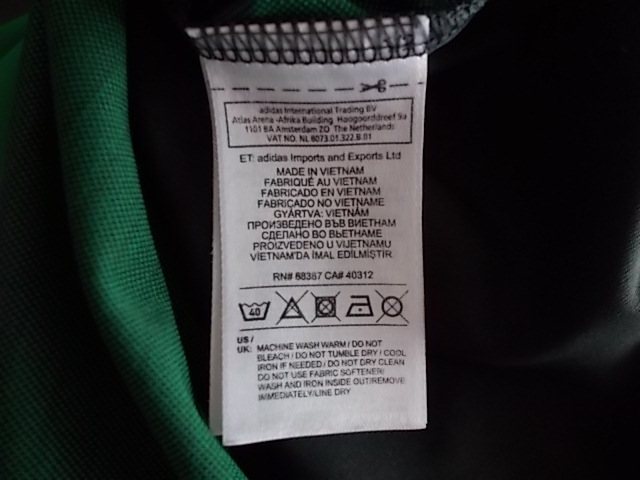 adidas International Trading BV
Atlas Arena -Afrika Building Hoogoorddreef 9a
1101 BA Amsterdam ZO The Netherlands
VAT NO. NL 8073.01.322.B.01
ET: adidas Imports and Exports Ltd
MADE IN VIETNAM
FABRIQUÉ AU VIETNAM
FABRICADO EN VIETNAM
FABRICADO NO VIETNAME
GYÁRTVA: VIETNÁM
ПРОИЗВЕДЕНО ВЪВ ВИЕТНАМ
СДЕЛАНО ВО ВЬЕТНАМЕ
PROIZVEDENO U VIJETNAMU
VIETNAM'DA İMAL EDİLMİŞTİR
RN# 88387 CA# 40312
40
US /
UK: MACHINE WASH WARM / DO NOT
BLEACH / DO NOT TUMBLE DRY / COOL
IRON IF NEEDED / DO NOT DRY CLEAN
DO NOT USE FABRIC SOFTENER/
WASH AND IRON INSIDE OUT/REMOVE
IMMEDIATELY/LINE DRY